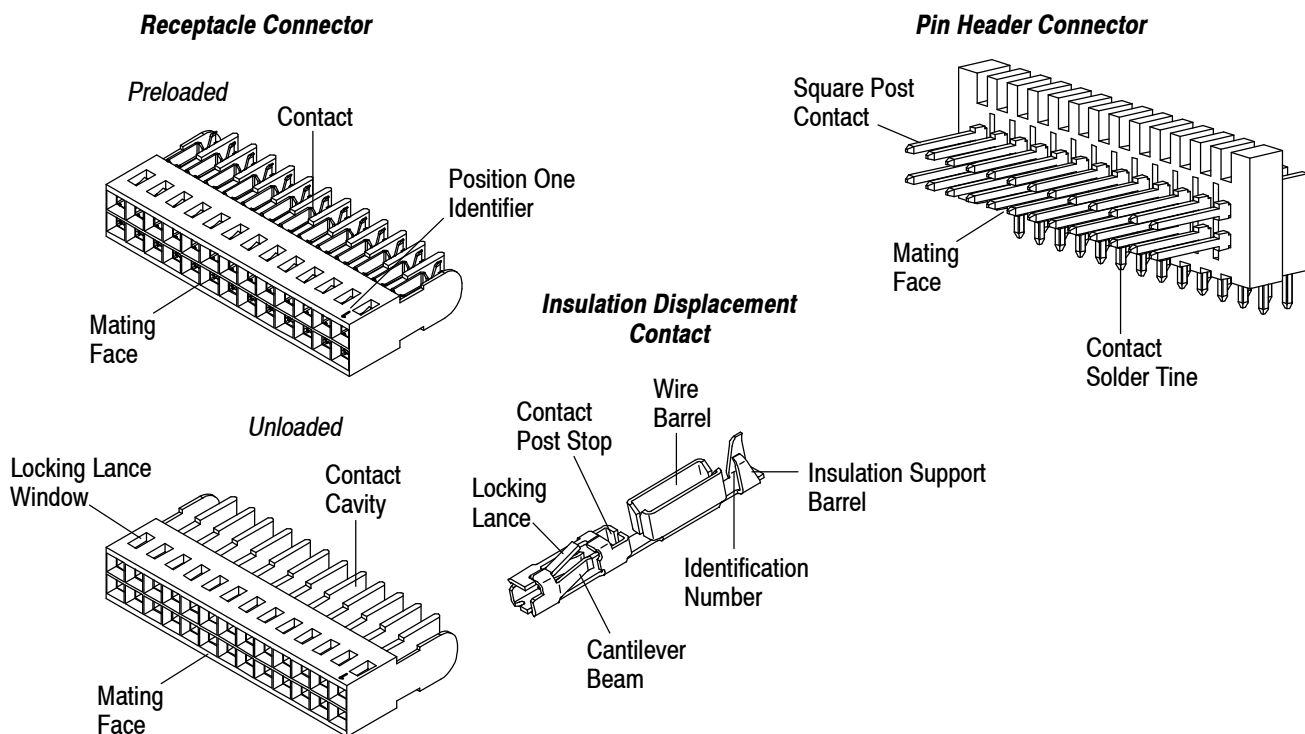 Receptacle Connector
Preloaded
Contact
Position One
Identifier
Mating
Face
Unloaded
Locking Lance
Window
Contact
Cavity
Mating
Face
Insulation Displacement
Contact
Wire
Barrel
Contact
Post Stop
Locking
Lance
Insulation Support
Barrel
Identification
Number
Cantilever
Beam
Pin Header Connector
Square Post
Contact
Mating
Face
Contact
Solder Tine